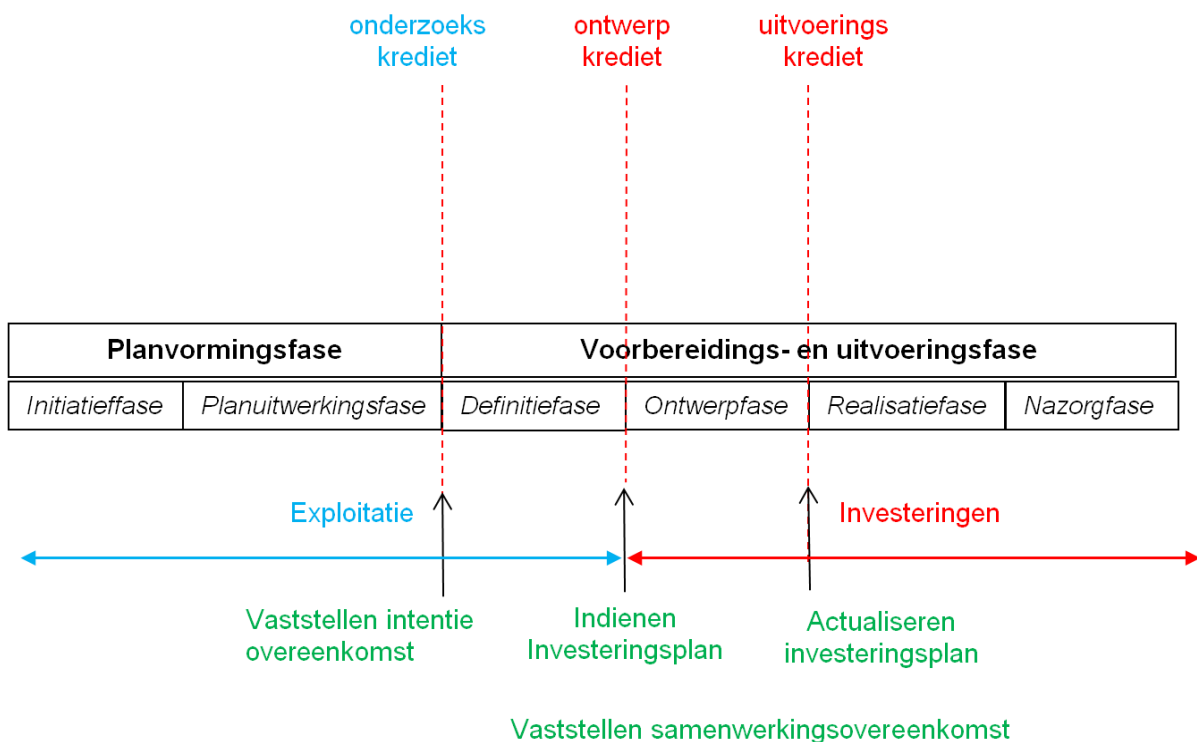 onderzoeks
krediet
ontwerp
krediet
uitvoerings
krediet
Planvormingsfase
Voorbereidings- en uitvoeringsfase
Initiatieffase
Planuitwerkingsfase
Definitiefase
Ontwerpfase
Realisatiefase
Nazorgfase
Exploitatie
Investeringen
Vaststellen intentie
overeenkomst
Indienen
Investeringsplan
Actualiseren
investeringsplan
Vaststellen samenwerkingsovereenkomst